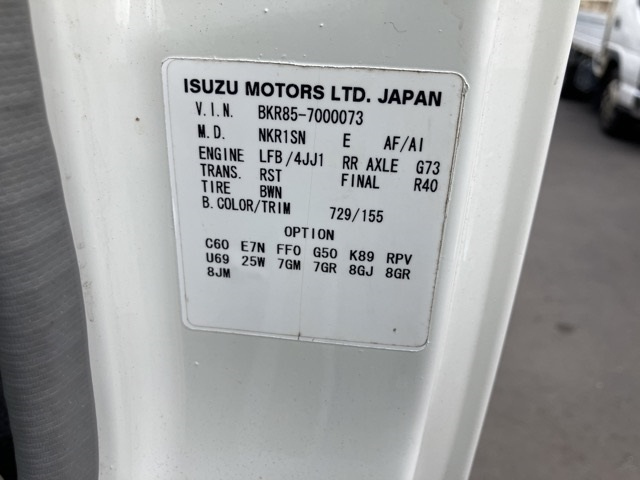 ISUZU MOTORS LTD. JAPAN
V.I.N. BKR85-7000073
M.D. NKR1SN E AF/AI
ENGINE LFB/4JJ1 RR AXLE G73
TRANS. RST FINAL R40
TIRE BWN
B.COLOR/TRIM 729/155
OPTION
C60 E7N FF0 G50 K89 RPV
U69 25W 7GM 7GR 8GJ 8GR
8JM